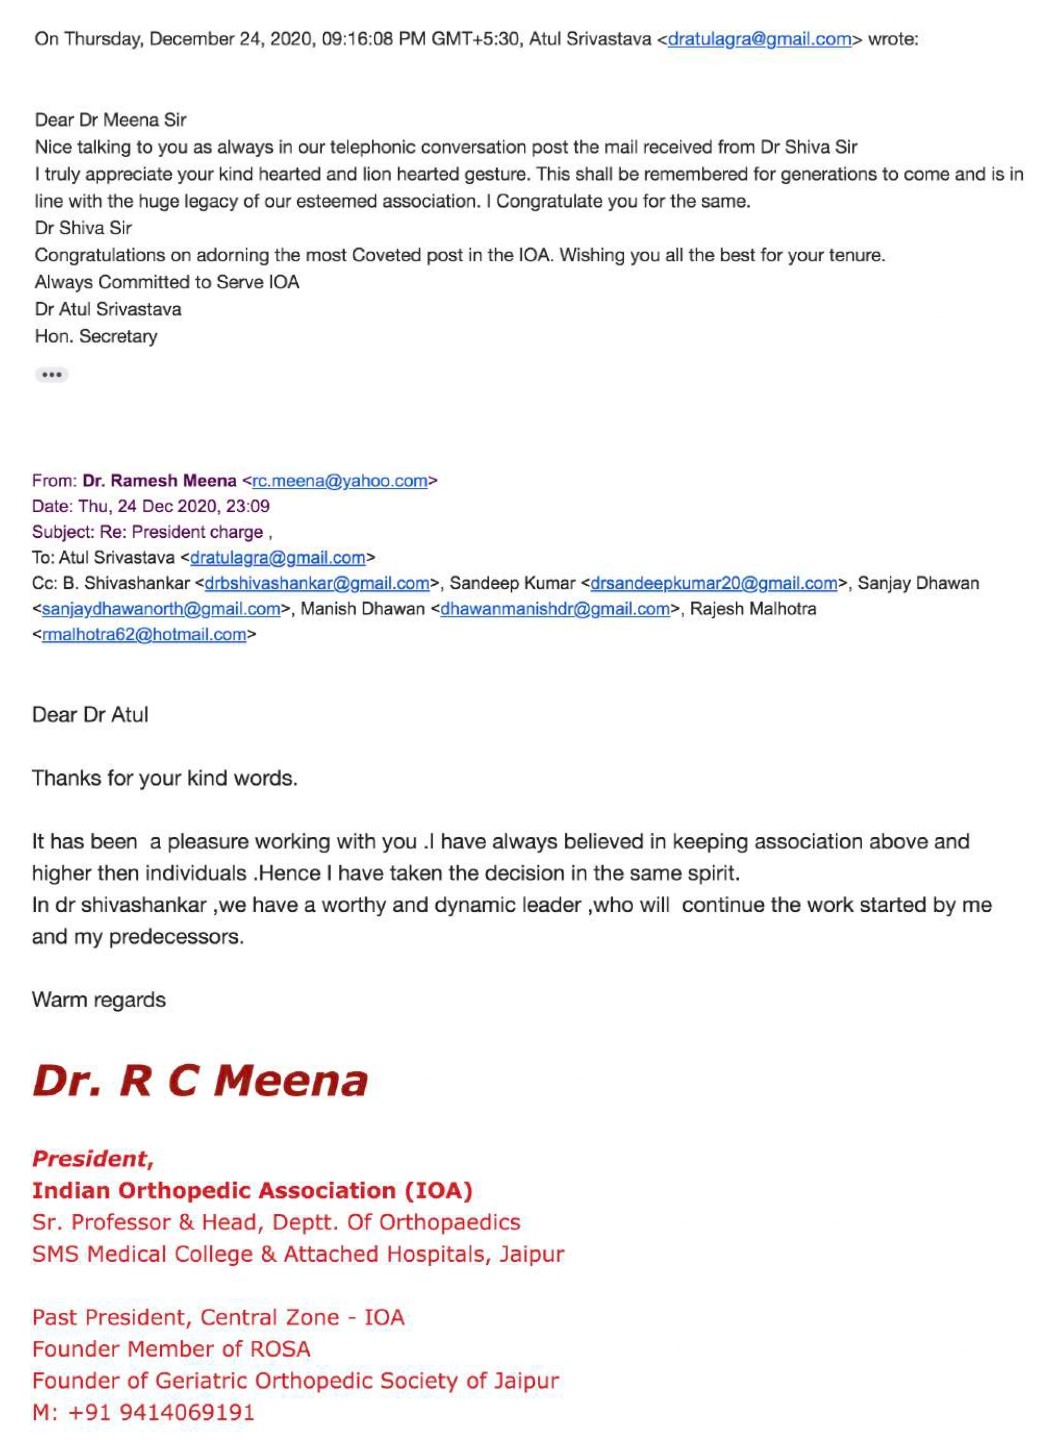 On Thursday, December 24, 2020, 09:16:08 PM GMT+5:30, Atul Srivastava <dratulagra@gmail.com> wrote:
Dear Dr Meena Sir
Nice talking to you as always in our telephonic conversation post the mail received from Dr Shiva Sir
I truly appreciate your kind hearted and lion hearted gesture. This shall be remembered for generations to come and is in
line with the huge legacy of our esteemed association. I Congratulate you for the same.
Dr Shiva Sir
Congratulations on adorning the most Coveted post in the IOA. Wishing you all the best for your tenure.
Always Committed to Serve IOA
Dr Atul Srivastava
Hon. Secretary
•••
From: Dr. Ramesh Meena <rc.meena@yahoo.com>
Date: Thu, 24 Dec 2020, 23:09
Subject: Re: President charge ,
To: Atul Srivastava <dratulagra@gmail.com>
Cc: B. Shivashankar <drbshivashankar@gmail.com>, Sandeep Kumar <drsandeepkumar20@gmail.com>, Sanjay Dhawan
<sanjaydhawanorth@gmail.com>, Manish Dhawan <dhawanmanishdr@gmail.com>, Rajesh Malhotra
<rmalhotra62@hotmail.com>
Dear Dr Atul
Thanks for your kind words.
It has been  a pleasure working with you .I have always believed in keeping association above and
higher then individuals .Hence I have taken the decision in the same spirit.
In dr shivashankar ,we have a worthy and dynamic leader ,who will  continue the work started by me
and my predecessors.
Warm regards
Dr. R C Meena
President,
Indian Orthopedic Association (IOA)
Sr. Professor & Head, Deptt. Of Orthopaedics
SMS Medical College & Attached Hospitals, Jaipur
Past President, Central Zone - IOA
Founder Member of ROSA
Founder of Geriatric Orthopedic Society of Jaipur
M: +91 9414069191